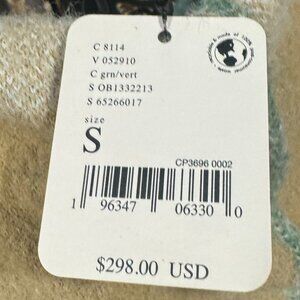 C 8114
V 052910
C grn/vert
S OB1332213
S 65266017
size
S
CP3696 0002
1 96347 06330 0
$298.00 USD